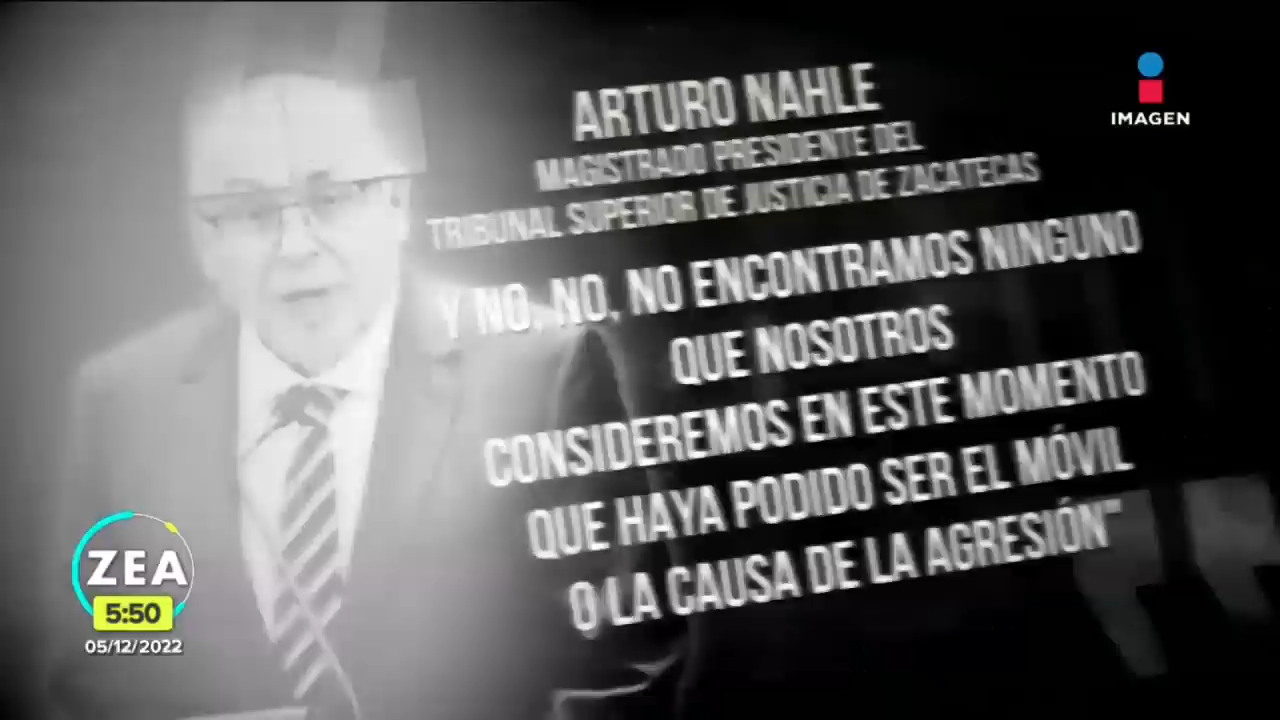 ARTURO NAHLE
MAGISTRADO PRESIDENTE DEL
TRIBUNAL SUPERIOR DE JUSTICIA DE ZACATECAS
Y NO, NO, NO ENCONTRAMOS NINGUNO
QUE NOSOTROS
CONSIDEREMOS EN ESTE MOMENTO
QUE HAYA PODIDO SER EL MÓVIL
O LA CAUSA DE LA AGRESIÓN"
IMAGEN
ZEA
5:50
05/12/2022